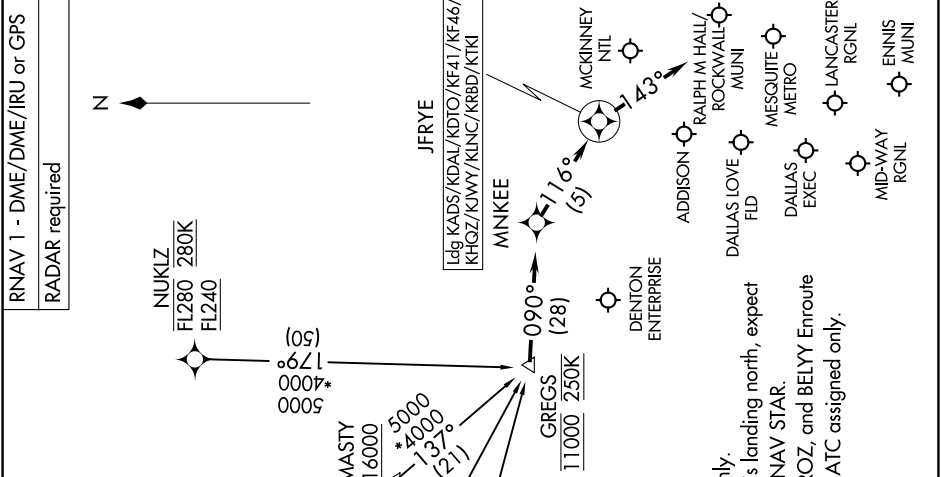 RNAV 1 - DME/DME/IRU or GPS
RADAR required
N
NUKLZ
FL280 280K
FL240
5000
*4000
179°
(50)
JFRYE
Ldg KADS/KDAL/KDTO/KF41/KF46/
KHQZ/KJWY/KLNC/KRBD/KTKI
MCKINNEY
NTL
MNKEE
116°
(5)
143°
090°
(28)
GREGS
11000 250K
MASTY
16000
5000
*4000
137°
(21)
DENTON
ENTERPRISE
ADDISON
RALPH M HALL/
ROCKWALL
MUNI
DALLAS LOVE
FLD
MESQUITE
METRO
DALLAS
EXEC
LANCASTER
RGNL
MID-WAY
RGNL
ENNIS
MUNI
nly.
s landing north, expect
NAV STAR.
ROZ, and BELYY Enroute
ATC assigned only.